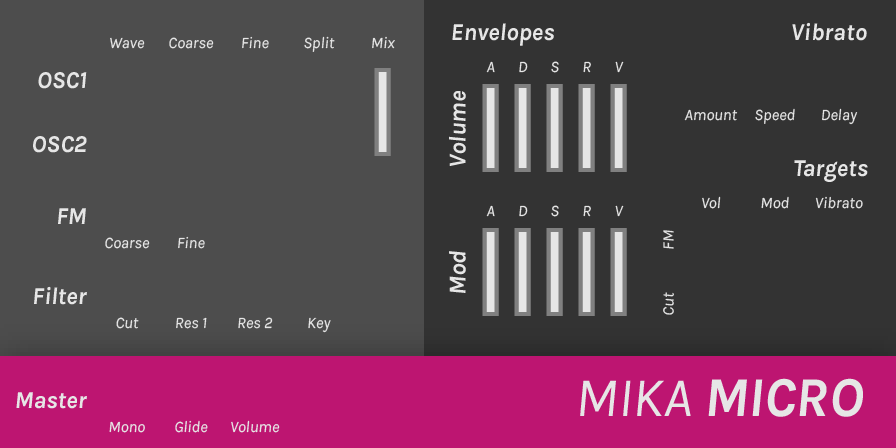 Wave Coarse Fine Split Mix
OSC1
OSC2
FM
Coarse Fine
Filter
Cut Res 1 Res 2 Key
Envelopes
A D S R V
Volume
A D S R V
Mod
Vibrato
Amount Speed Delay
Targets
Vol Mod Vibrato
FM
Cut
Master
Mono Glide Volume
MIKA MICRO